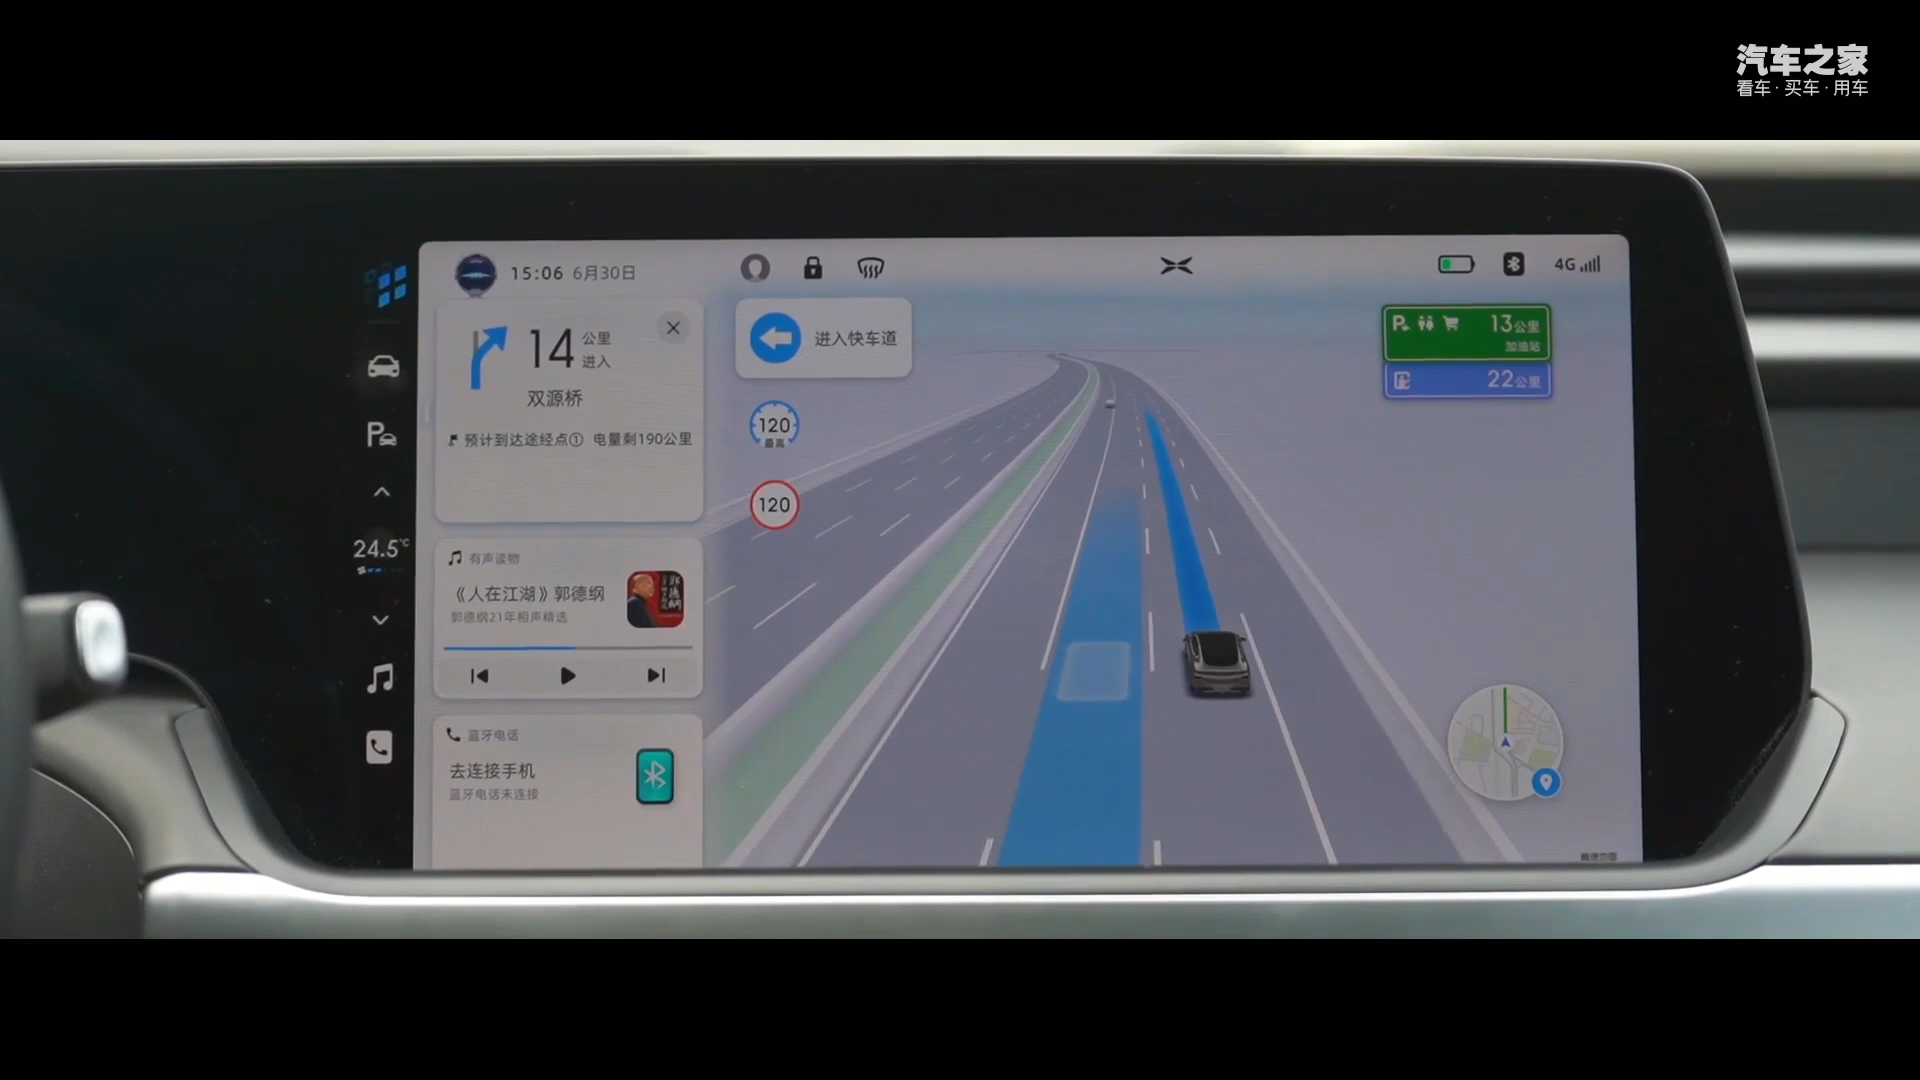 汽车之家
看车·买车·用车
15:06 6月30日
4G
14 公里
进入
双源桥
预计到达途经点① 电量剩190公里
进入快车道
120
最高
120
P 13公里
加油站
22公里
P
24.5℃
有声读物
《人在江湖》郭德纲
郭德纲21年相声精选
蓝牙电话
去连接手机
蓝牙电话未连接